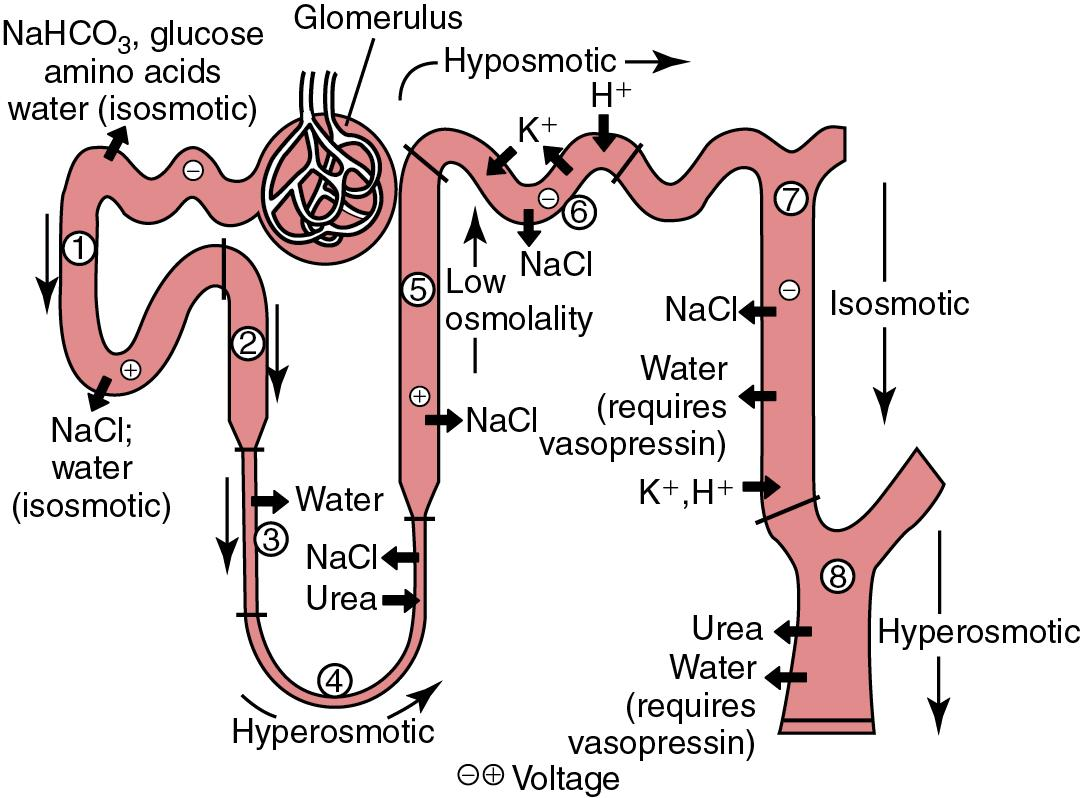 Glomerulus
NaHCO₃, glucose
amino acids
water (isosmotic)
Hyposmotic
H⁺
K⁺
⊖
⊖
1
6
7
NaCl
5
Low
osmolality
⊖
NaCl
Isosmotic
2
⊕
⊕
NaCl
Water
(requires
vasopressin)
NaCl;
water
(isosmotic)
Water
K⁺,H⁺
3
NaCl
Urea
8
Urea
Hyperosmotic
Water
(requires
vasopressin)
4
Hyperosmotic
⊖⊕ Voltage